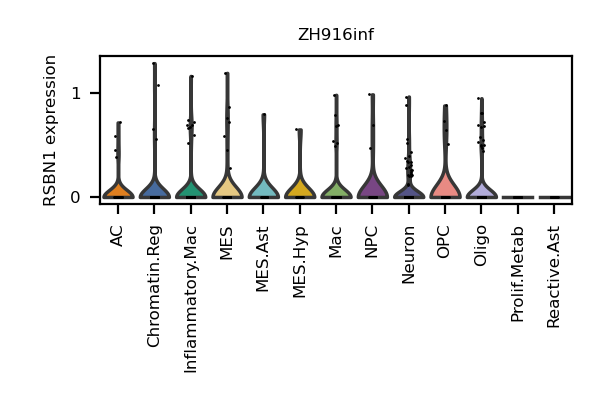 ZH916inf
RSBN1 expression
1
0
AC
Chromatin.Reg
Inflammatory.Mac
MES
MES.Ast
MES.Hyp
Mac
NPC
Neuron
OPC
Oligo
Prolif.Metab
Reactive.Ast